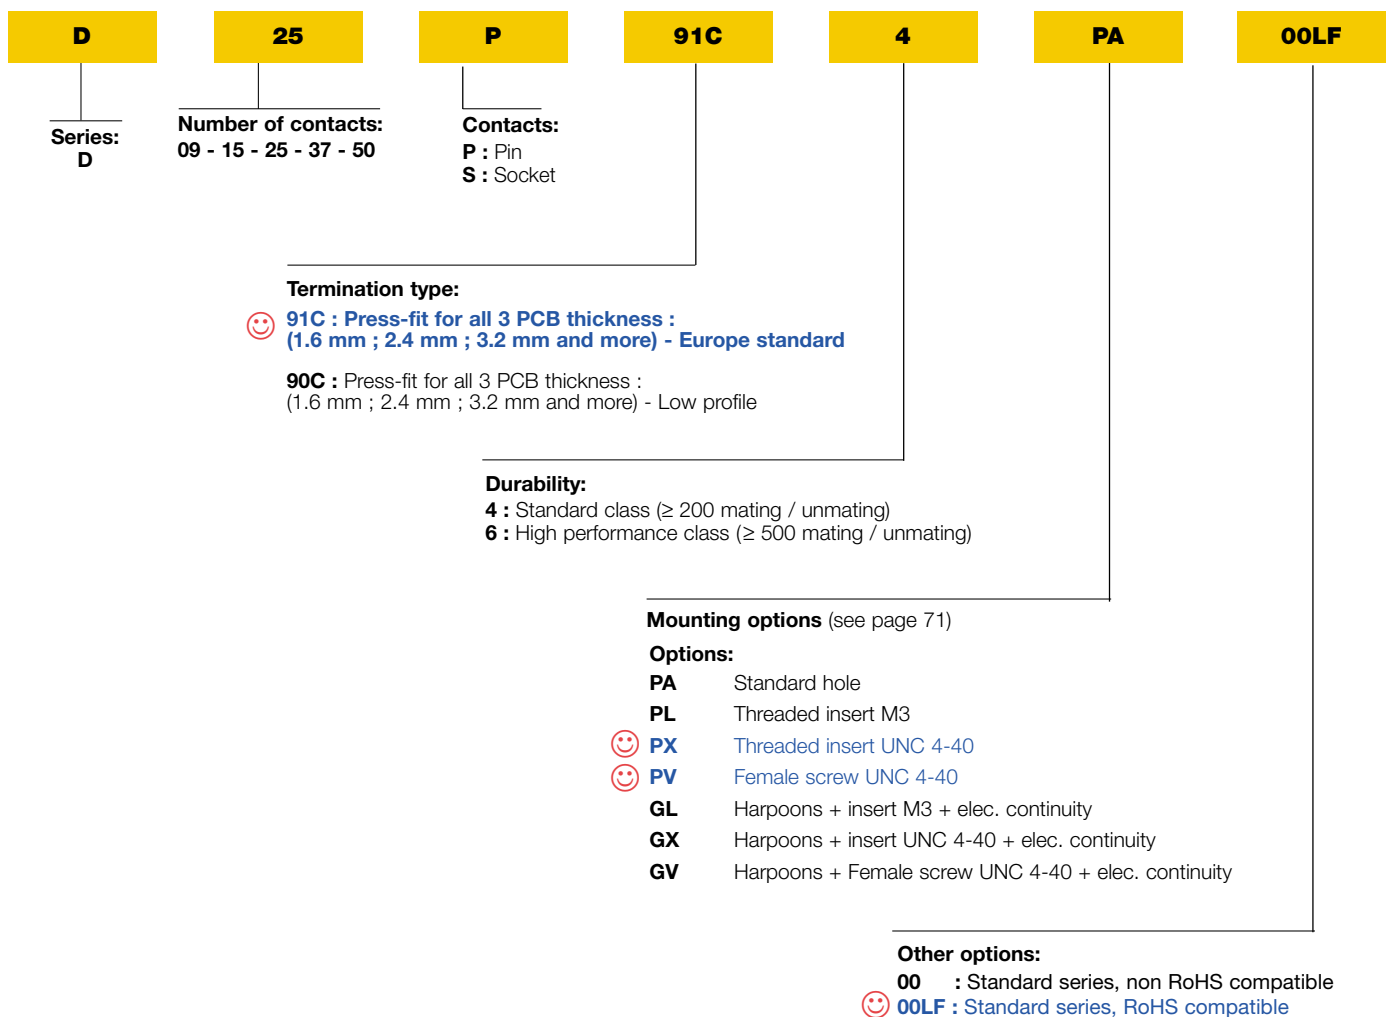 D 25 P 91C 4 PA 00LF
Series:
D
Number of contacts:
09 - 15 - 25 - 37 - 50
Contacts:
P : Pin
S : Socket
Termination type:
91C : Press-fit for all 3 PCB thickness :
(1.6 mm ; 2.4 mm ; 3.2 mm and more) - Europe standard
90C : Press-fit for all 3 PCB thickness :
(1.6 mm ; 2.4 mm ; 3.2 mm and more) - Low profile
Durability:
4 : Standard class (≥ 200 mating / unmating)
6 : High performance class (≥ 500 mating / unmating)
Mounting options (see page 71)
Options:
PA Standard hole
PL Threaded insert M3
PX Threaded insert UNC 4-40
PV Female screw UNC 4-40
GL Harpoons + insert M3 + elec. continuity
GX Harpoons + insert UNC 4-40 + elec. continuity
GV Harpoons + Female screw UNC 4-40 + elec. continuity
Other options:
00 : Standard series, non RoHS compatible
00LF : Standard series, RoHS compatible